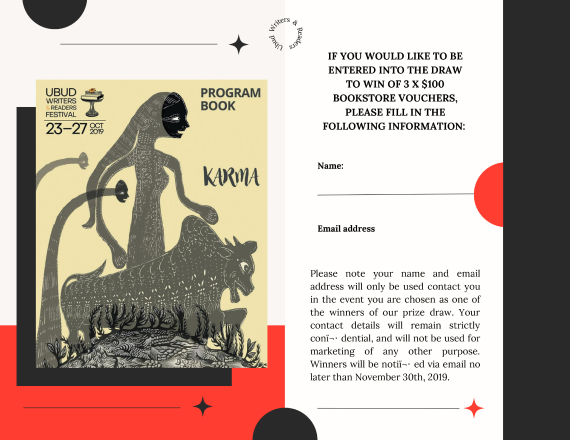 Ubud Writers & Readers
UBUD
WRITERS
& READERS
FESTIVAL
23–27 OCT
2019
PROGRAM
BOOK
KARMA
IF YOU WOULD LIKE TO BE
ENTERED INTO THE DRAW
TO WIN OF 3 X $100
BOOKSTORE VOUCHERS,
PLEASE FILL IN THE
FOLLOWING INFORMATION:
Name:
Email address
Please note your name and email
address will only be used contact you
in the event you are chosen as one of
the winners of our prize draw. Your
contact details will remain strictly
conï¬· dential, and will not be used for
marketing of any other purpose.
Winners will be notiï¬· ed via email no
later than November 30th, 2019.